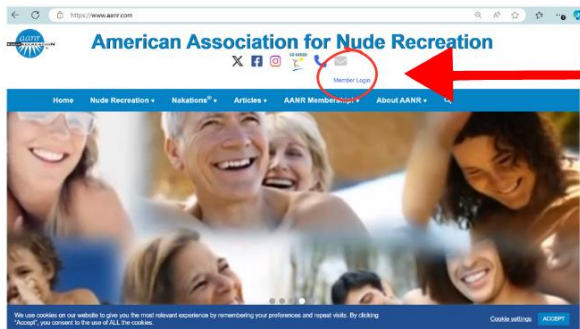 https://www.aanr.com
aanr
American Association for Nude Recreation
Member Login
Home Nude Recreation Nakations® Articles AANR Membership About AANR
We use cookies on our website to give you the most relevant experience by remembering your preferences and repeat visits. By clicking
"Accept", you consent to the use of ALL the cookies.
Cookie settings ACCEPT